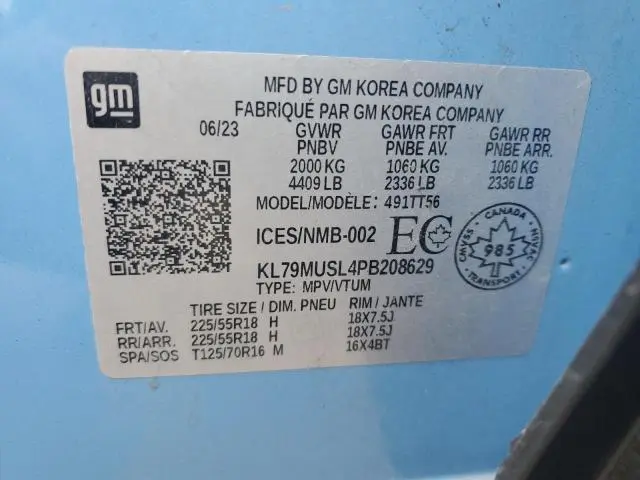 gm
MFD BY GM KOREA COMPANY
FABRIQUÉ PAR GM KOREA COMPANY
06/23 GVWR GAWR FRT GAWR RR
PNBV PNBE AV. PNBE ARR.
2000 KG 1060 KG 1060 KG
4409 LB 2336 LB 2336 LB
MODEL/MODÈLE: 491TT56
ICES/NMB-002 EC
CANADA
CMVSS 985 HVAC
KL79MUSL4PB208629
TYPE: MPV/VTUM
TIRE SIZE / DIM. PNEU RIM / JANTE
FRT/AV. 225/55R18 H 18X7.5J
RR/ARR. 225/55R18 H 18X7.5J
SPA/SOS T125/70R16 M 16X4BT